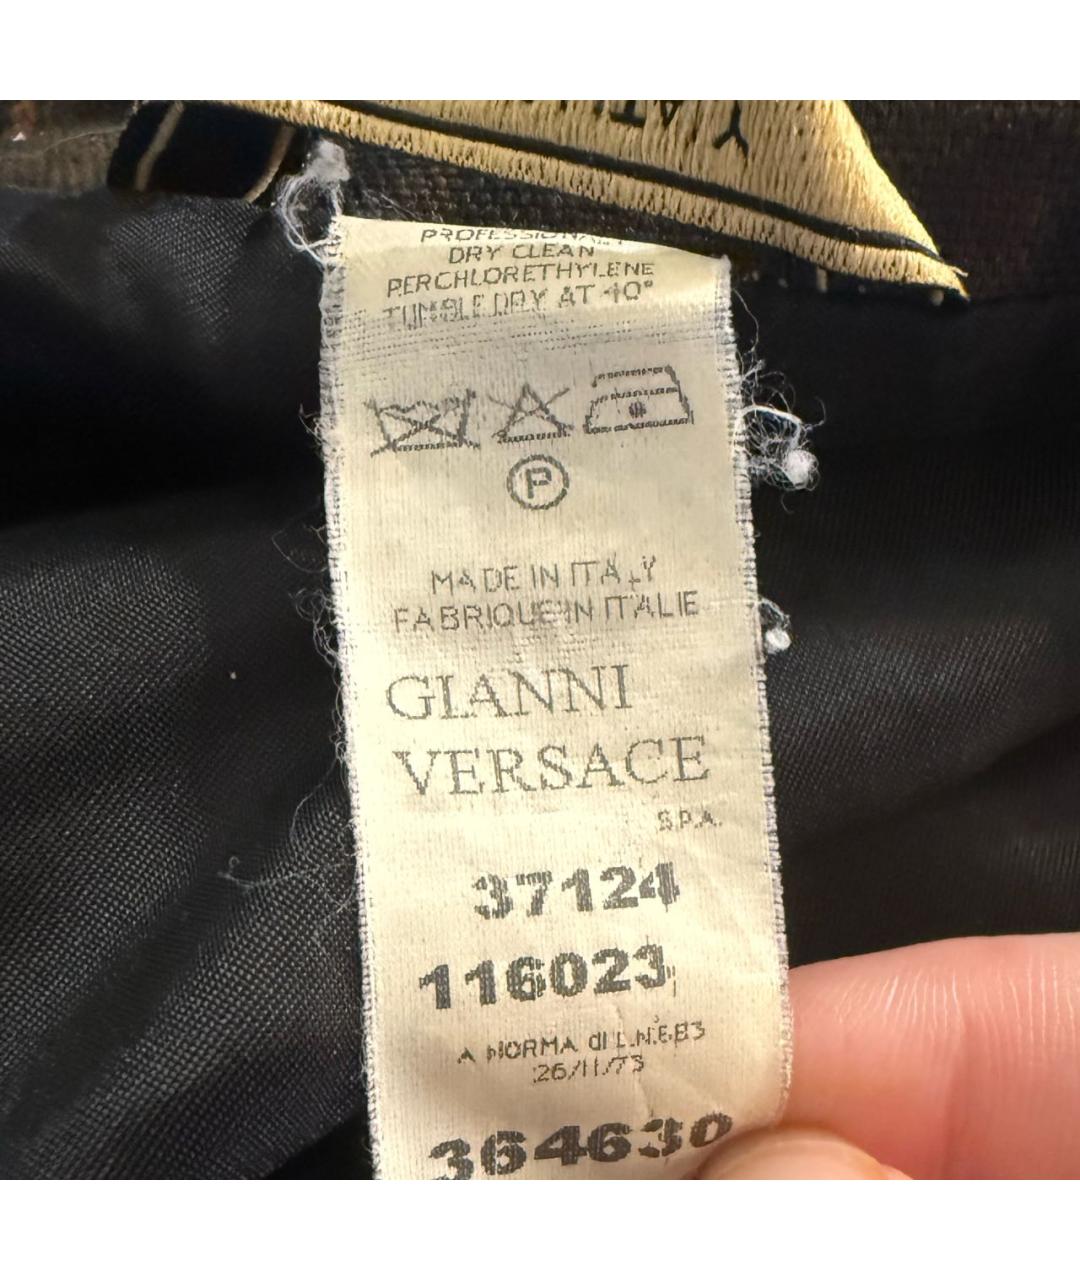 PROFESSIONAL
DRY CLEAN
PERCHLORETHYLENE
TUMBLE DRY AT 40°
P
MADE IN ITALY
FABRIQUE IN ITALIE
GIANNI
VERSACE
S.P.A.
37124
116023
A NORMA di L.N.883
26/11/73
364630